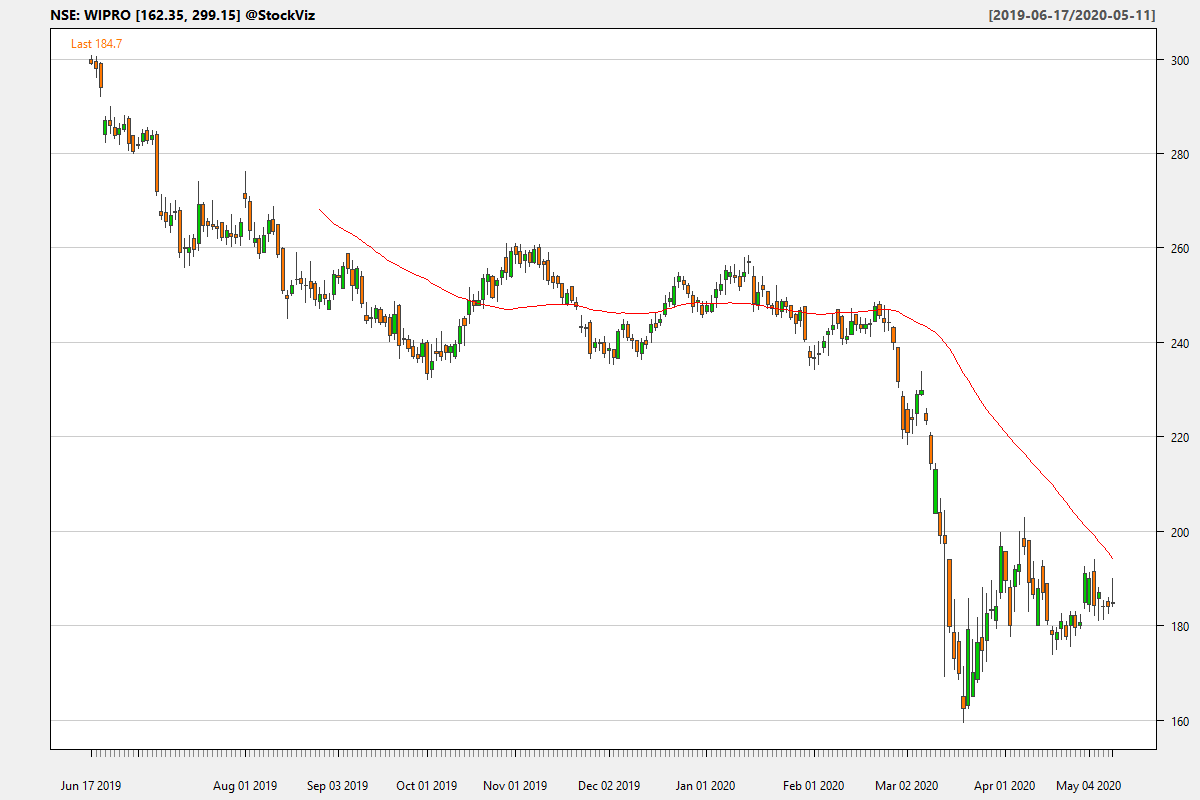 NSE: WIPRO [162.35, 299.15] @StockViz [2019-06-17/2020-05-11]
Last 184.7
300
280
260
240
220
200
180
160
Jun 17 2019 Aug 01 2019 Sep 03 2019 Oct 01 2019 Nov 01 2019 Dec 02 2019 Jan 01 2020 Feb 01 2020 Mar 02 2020 Apr 01 2020 May 04 2020